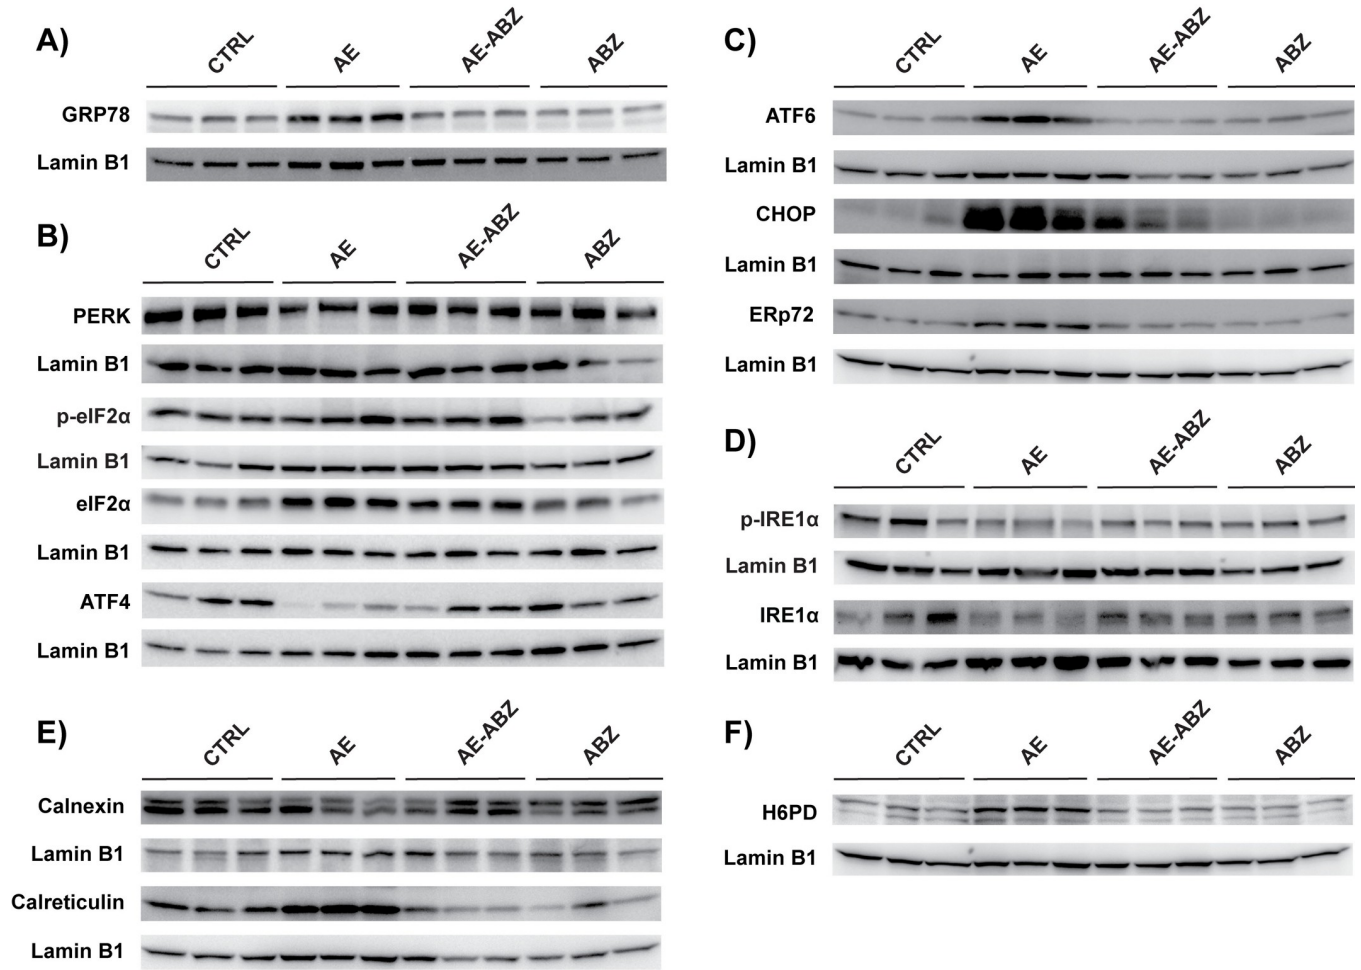 A)
CTRL AE AE-ABZ ABZ
GRP78
Lamin B1
B)
CTRL AE AE-ABZ ABZ
PERK
Lamin B1
p-eIF2α
Lamin B1
eIF2α
Lamin B1
ATF4
Lamin B1
C)
CTRL AE AE-ABZ ABZ
ATF6
Lamin B1
CHOP
Lamin B1
ERp72
Lamin B1
D)
CTRL AE AE-ABZ ABZ
p-IRE1α
Lamin B1
IRE1α
Lamin B1
E)
CTRL AE AE-ABZ ABZ
Calnexin
Lamin B1
Calreticulin
Lamin B1
F)
CTRL AE AE-ABZ ABZ
H6PD
Lamin B1